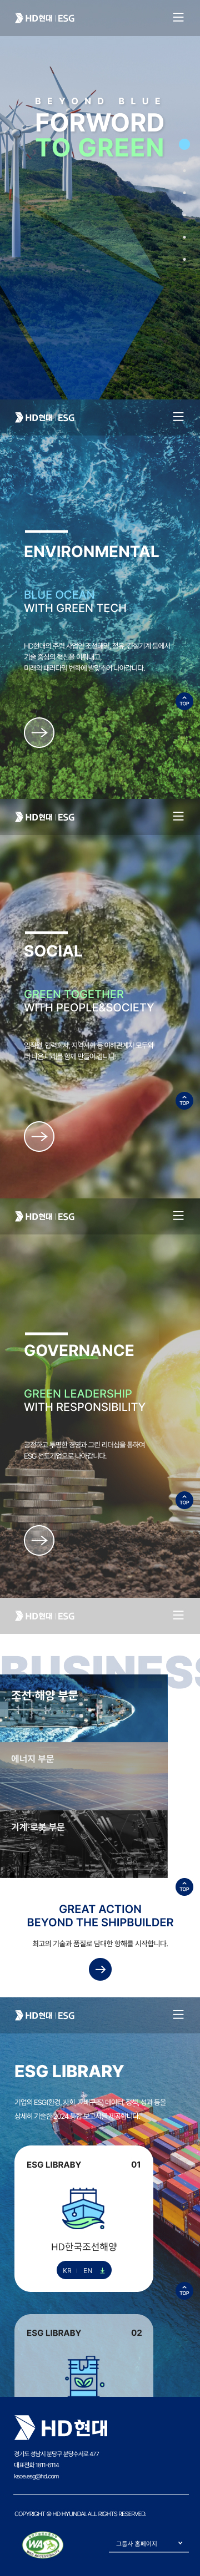 HD현대 | ESG
BEYOND BLUE
FORWORD
TO GREEN
HD현대 | ESG
ENVIRONMENTAL
BLUE OCEAN
WITH GREEN TECH
HD현대의 주력 사업인 조선해양, 정유, 건설기계 등에서
기술 중심의 혁신을 이뤄내고,
미래의 패러다임 변화에 발맞추어 나아갑니다.
TOP
HD현대 | ESG
SOCIAL
GREEN TOGETHER
WITH PEOPLE&SOCIETY
임직원, 협력회사, 지역사회 등 이해관계자 모두와
더 나은 미래를 함께 만들어 갑니다.
TOP
HD현대 | ESG
GOVERNANCE
GREEN LEADERSHIP
WITH RESPONSIBILITY
공정하고 투명한 경영과 그린 리더십을 통하여
ESG 선도기업으로 나아갑니다.
TOP
HD현대 | ESG
BUSINESS
조선·해양 부문
에너지 부문
기계·로봇 부문
TOP
GREAT ACTION
BEYOND THE SHIPBUILDER
최고의 기술과 품질로 담대한 항해를 시작합니다.
HD현대 | ESG
ESG LIBRARY
기업의 ESG(환경, 사회, 지배구조) 데이터, 정책, 성과 등을
상세히 기술한 2024 통합 보고서를 제공합니다.
ESG LIBRABY 01
HD한국조선해양
KR | EN
TOP
ESG LIBRABY 02
HD현대
경기도 성남시 분당구 분당수서로 477
대표전화 1811-6114
ksoe.esg@hd.com
COPYRIGHT © HD HYUNDAI. ALL RIGHTS RESERVED.
WA
그룹사 홈페이지